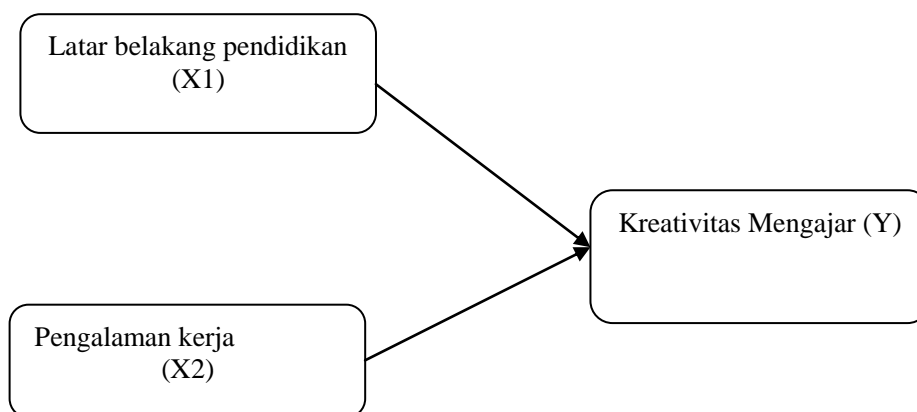 Latar belakang pendidikan
(X1)
Kreativitas Mengajar (Y)
Pengalaman kerja
(X2)